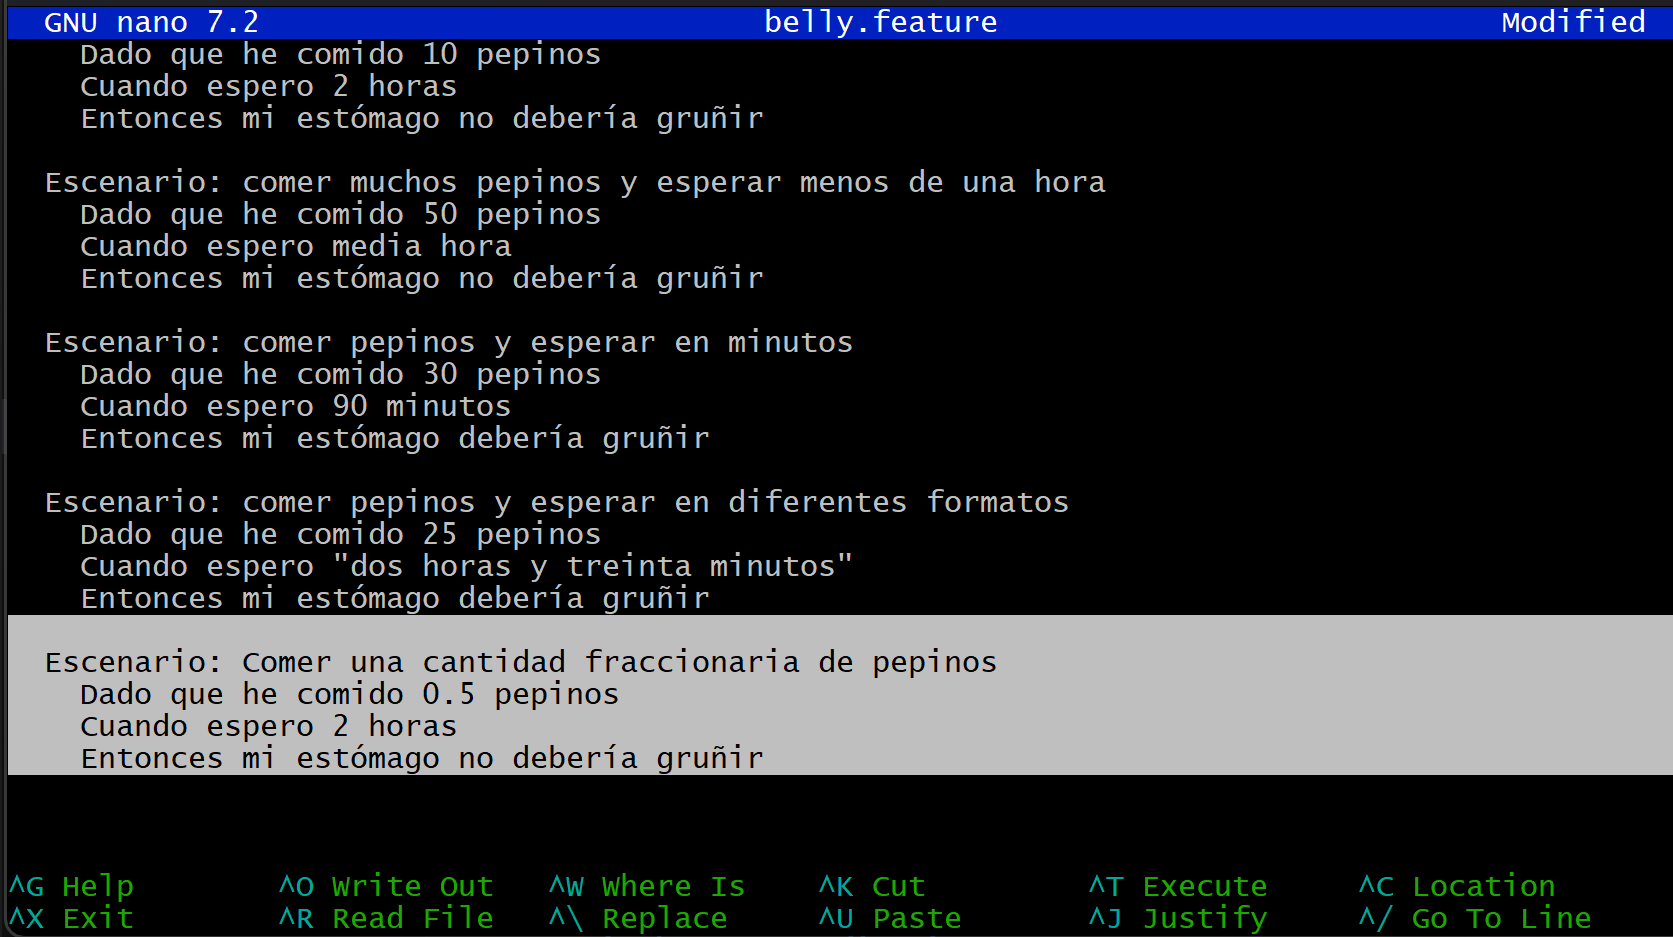 GNU nano 7.2 belly.feature Modified
Dado que he comido 10 pepinos
Cuando espero 2 horas
Entonces mi estómago no debería gruñir
Escenario: comer muchos pepinos y esperar menos de una hora
Dado que he comido 50 pepinos
Cuando espero media hora
Entonces mi estómago no debería gruñir
Escenario: comer pepinos y esperar en minutos
Dado que he comido 30 pepinos
Cuando espero 90 minutos
Entonces mi estómago debería gruñir
Escenario: comer pepinos y esperar en diferentes formatos
Dado que he comido 25 pepinos
Cuando espero "dos horas y treinta minutos"
Entonces mi estómago debería gruñir
Escenario: Comer una cantidad fraccionaria de pepinos
Dado que he comido 0.5 pepinos
Cuando espero 2 horas
Entonces mi estómago no debería gruñir
^G Help ^O Write Out ^W Where Is ^K Cut ^T Execute ^C Location
^X Exit ^R Read File ^\ Replace ^U Paste ^J Justify ^/ Go To Line